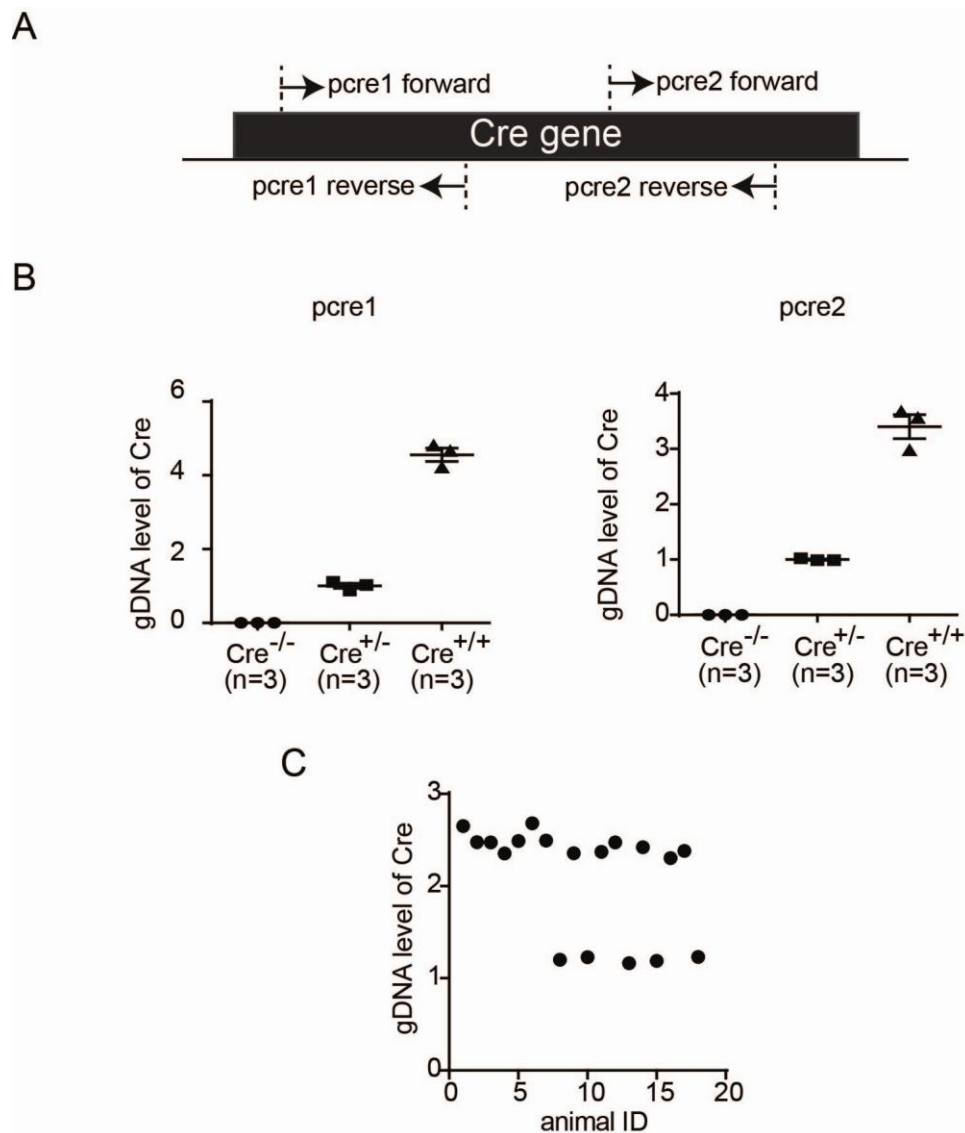 A
pcre1 forward
pcre2 forward
Cre gene
pcre1 reverse
pcre2 reverse
B
pcre1
pcre2
gDNA level of Cre
6
4
2
0
Cre-/-
(n=3)
Cre+/-
(n=3)
Cre+/+
(n=3)
gDNA level of Cre
4
3
2
1
0
Cre-/-
(n=3)
Cre+/-
(n=3)
Cre+/+
(n=3)
C
gDNA level of Cre
3
2
1
0
0
5
10
15
20
animal ID